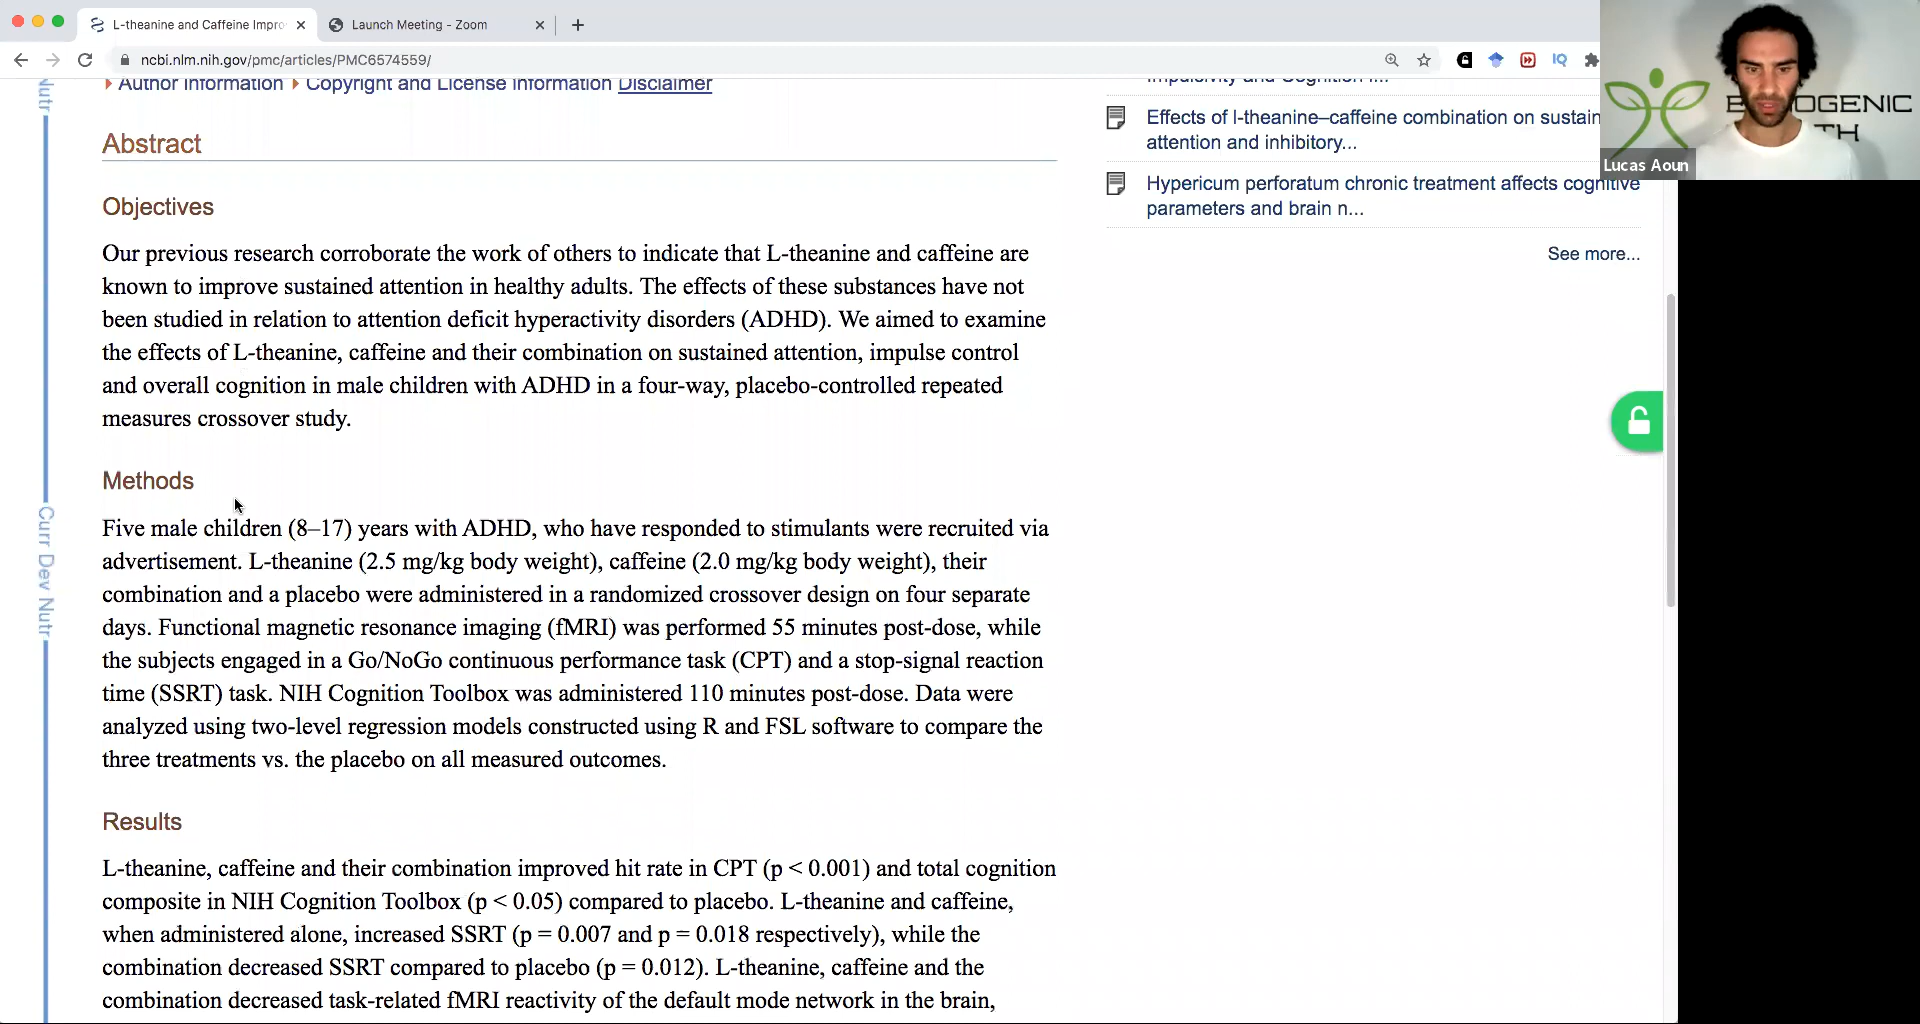 L-theanine and Caffeine Impro
Launch Meeting - Zoom
ncbi.nlm.nih.gov/pmc/articles/PMC6574559/
IQ
Author information Copyright and License information Disclaimer
Abstract
Objectives
Our previous research corroborate the work of others to indicate that L-theanine and caffeine are
known to improve sustained attention in healthy adults. The effects of these substances have not
been studied in relation to attention deficit hyperactivity disorders (ADHD). We aimed to examine
the effects of L-theanine, caffeine and their combination on sustained attention, impulse control
and overall cognition in male children with ADHD in a four-way, placebo-controlled repeated
measures crossover study.
Methods
Five male children (8–17) years with ADHD, who have responded to stimulants were recruited via
advertisement. L-theanine (2.5 mg/kg body weight), caffeine (2.0 mg/kg body weight), their
combination and a placebo were administered in a randomized crossover design on four separate
days. Functional magnetic resonance imaging (fMRI) was performed 55 minutes post-dose, while
the subjects engaged in a Go/NoGo continuous performance task (CPT) and a stop-signal reaction
time (SSRT) task. NIH Cognition Toolbox was administered 110 minutes post-dose. Data were
analyzed using two-level regression models constructed using R and FSL software to compare the
three treatments vs. the placebo on all measured outcomes.
Results
L-theanine, caffeine and their combination improved hit rate in CPT (p < 0.001) and total cognition
composite in NIH Cognition Toolbox (p < 0.05) compared to placebo. L-theanine and caffeine,
when administered alone, increased SSRT (p = 0.007 and p = 0.018 respectively), while the
combination decreased SSRT compared to placebo (p = 0.012). L-theanine, caffeine and the
combination decreased task-related fMRI reactivity of the default mode network in the brain,
Nutr
Curr Dev Nutr
Impulsivity and Cognition i...
Effects of l-theanine–caffeine combination on sustain
attention and inhibitory...
Hypericum perforatum chronic treatment affects cognitive
parameters and brain n...
See more...
OGENIC
TH
Lucas Aoun